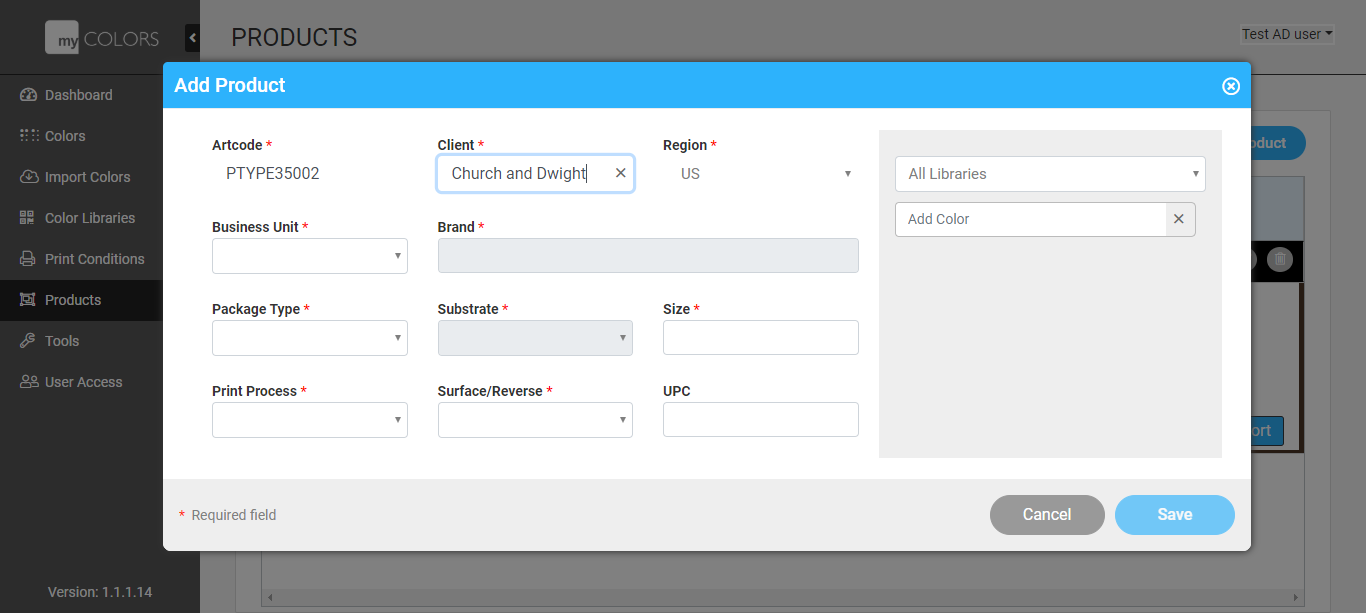 my COLORS
PRODUCTS
Test AD user
Dashboard
Colors
Import Colors
Color Libraries
Print Conditions
Products
Tools
User Access
Version: 1.1.1.14
Add Product
Artcode *
PTYPE35002
Client *
Church and Dwight
Region *
US
Business Unit *
Brand *
Package Type *
Substrate *
Size *
Print Process *
Surface/Reverse *
UPC
All Libraries
Add Color
* Required field
Cancel
Save